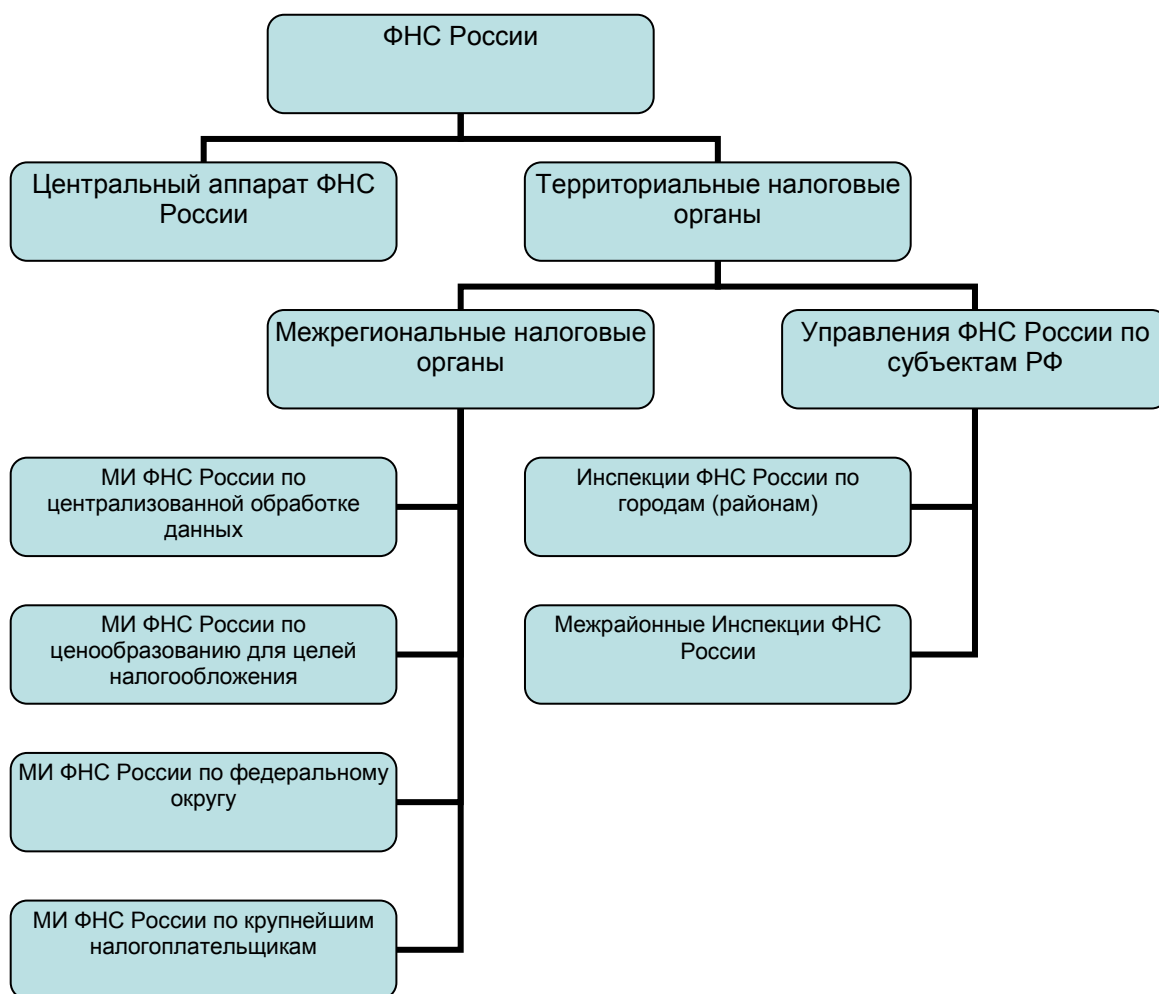 ФНС России
Центральный аппарат ФНС
России
Территориальные налоговые
органы
Межрегиональные налоговые
органы
Управления ФНС России по
субъектам РФ
МИ ФНС России по
централизованной обработке
данных
Инспекции ФНС России по
городам (районам)
МИ ФНС России по
ценообразованию для целей
налогообложения
Межрайонные Инспекции ФНС
России
МИ ФНС России по федеральному
округу
МИ ФНС России по крупнейшим
налогоплательщикам